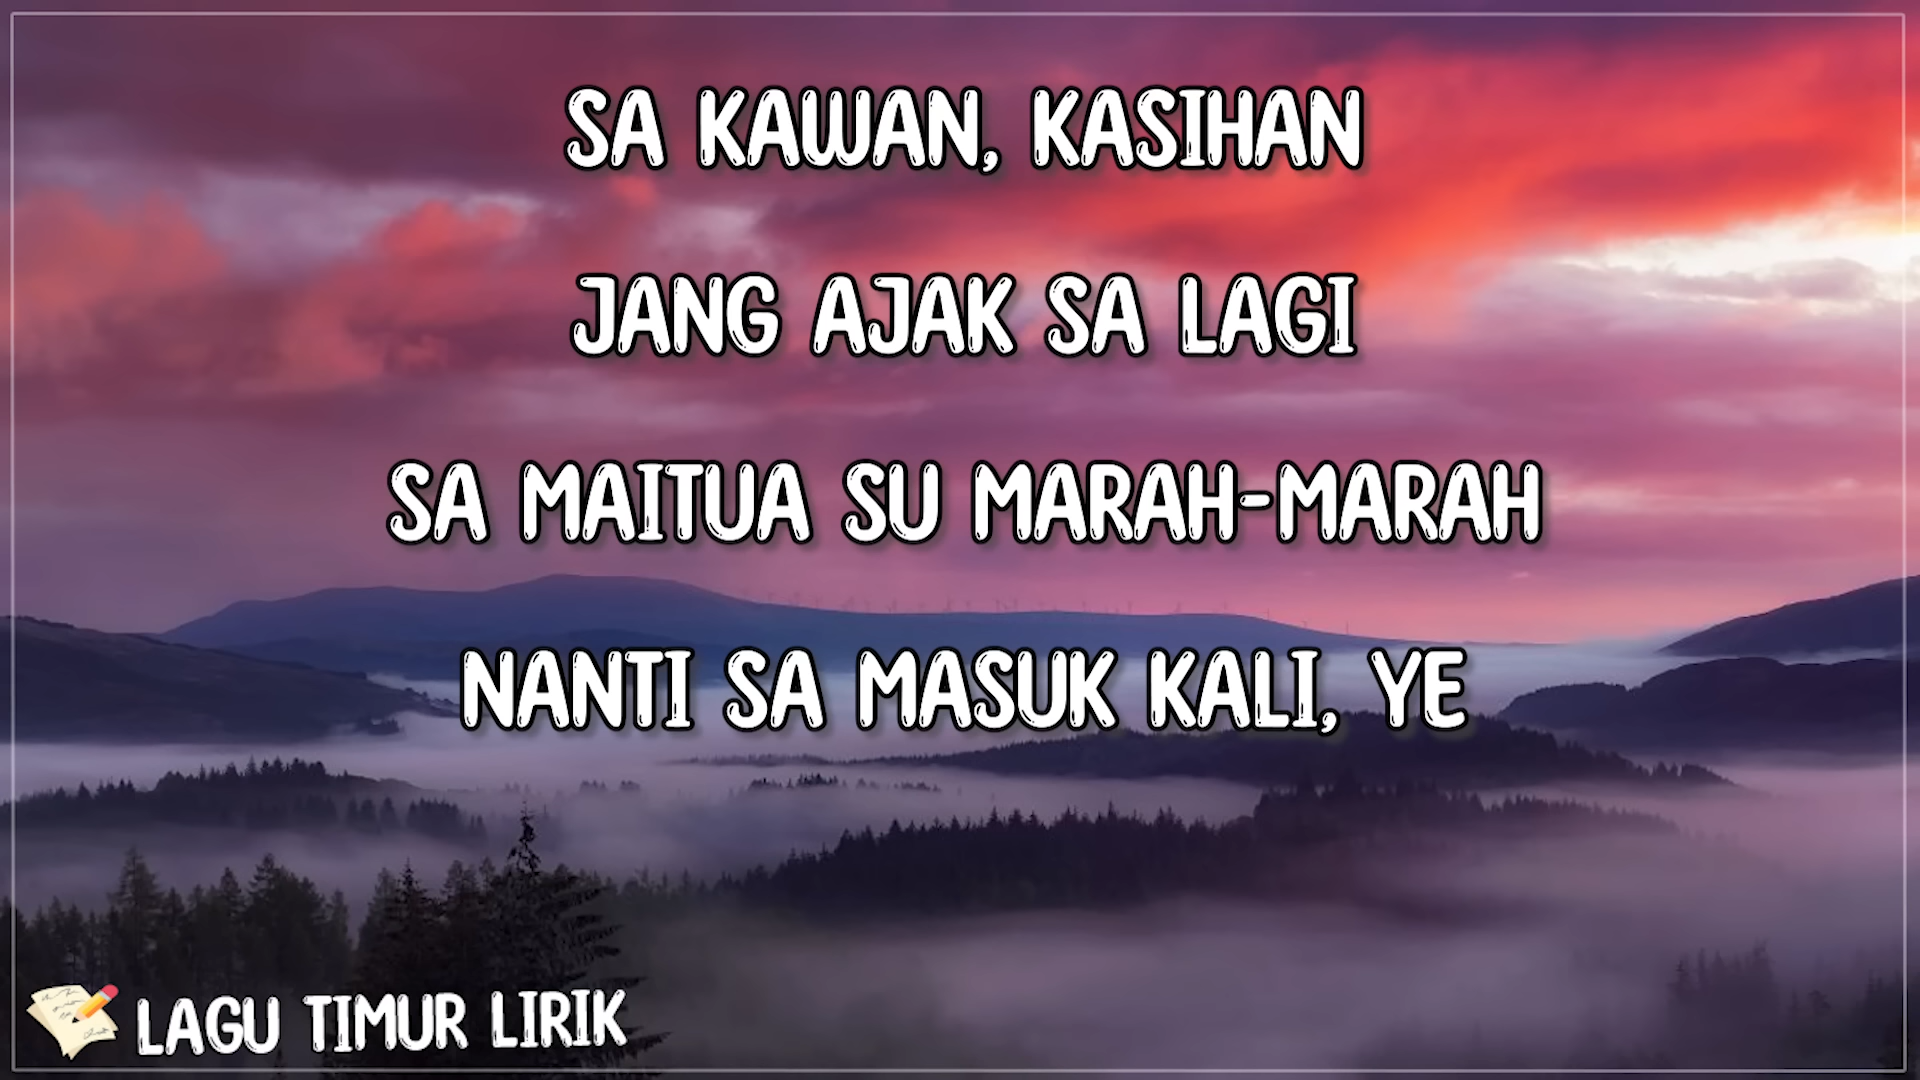 SA KAWAN, KASIHAN
JANG AJAK SA LAGI
SA MAITUA SU MARAH-MARAH
NANTI SA MASUK KALI, YE
LAGU TIMUR LIRIK